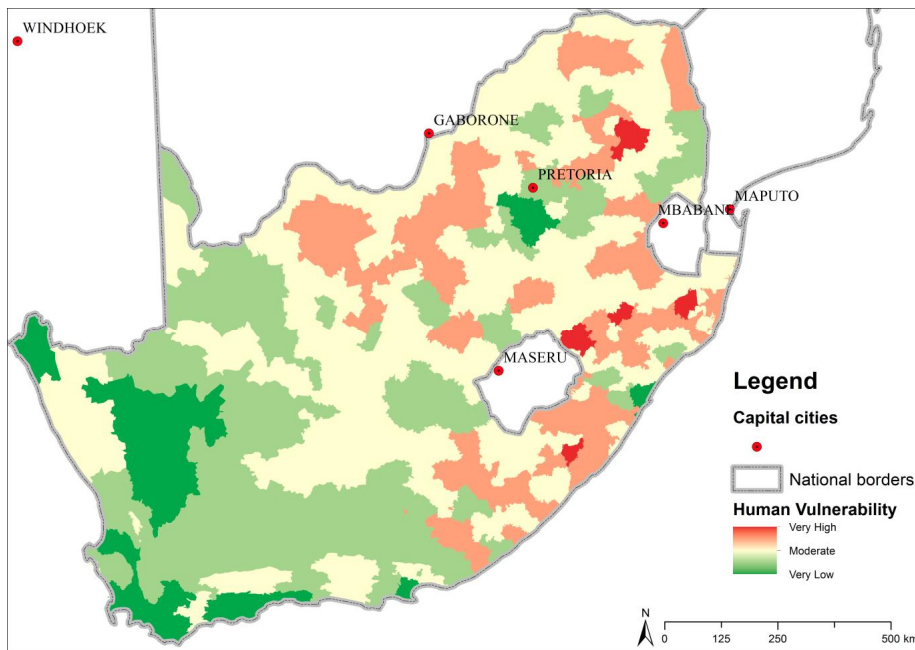 WINDHOEK
GABORONE
PRETORIA
MBABANE
MAPUTO
MASERU
Legend
Capital cities
National borders
Human Vulnerability
Very High
Moderate
Very Low
N
0 125 250 500 km